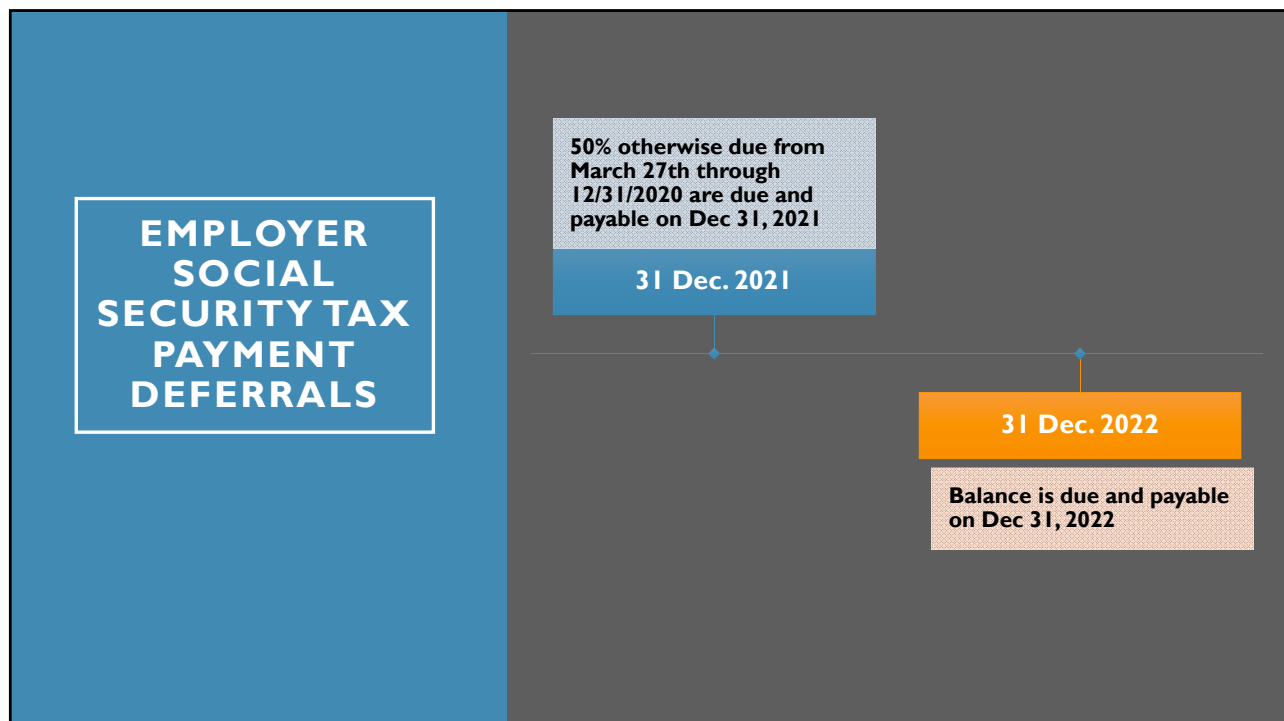 EMPLOYER
SOCIAL
SECURITY TAX
PAYMENT
DEFERRALS
50% otherwise due from
March 27th through
12/31/2020 are due and
payable on Dec 31, 2021
31 Dec. 2021
31 Dec. 2022
Balance is due and payable
on Dec 31, 2022